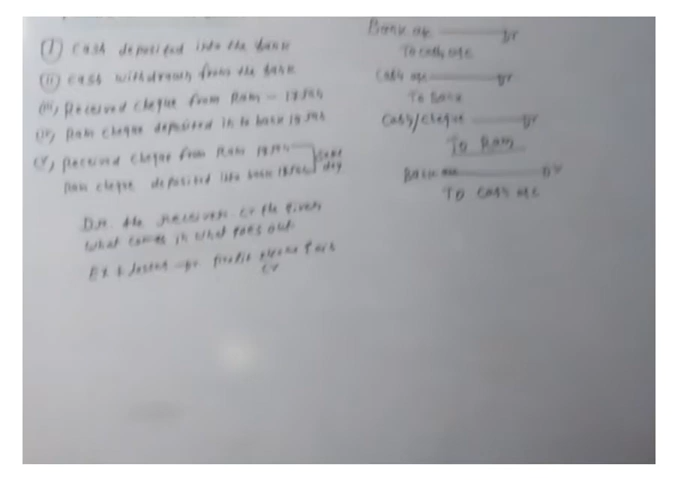 (i) Cash deposited into the bank
(ii) Cash withdrawn from the bank
(iii) Received cheque from Ram
(iv) Ram cheque deposited in to bank
(v) Received cheque from Ram
Ram cheque deposited into bank
Same day
Dr. the receiver Cr the giver
What comes in what goes out
Cr
Bank a/c Dr
To cash a/c
Cash a/c Dr
To Bank
Cash/cheque Dr
To Ram
Bank a/c Dr
To cash a/c